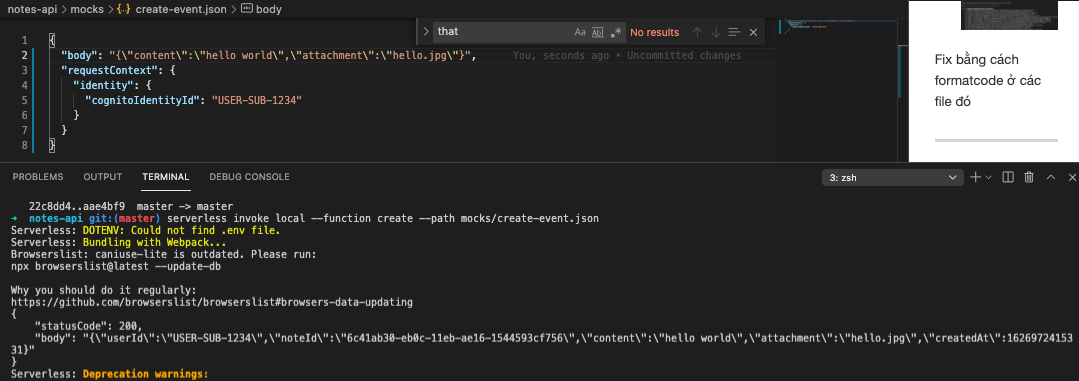 notes-api > mocks > {..} create-event.json > body
that
Aa Abl .* No results
1 {
2 "body": "{\"content\":\"hello world\",\"attachment\":\"hello.jpg\"}", You, seconds ago • Uncommitted changes
3 "requestContext": {
4 "identity": {
5 "cognitoIdentityId": "USER-SUB-1234"
6 }
7 }
8 }
Fix bằng cách
formatcode ở các
file đó
PROBLEMS OUTPUT TERMINAL DEBUG CONSOLE 3: zsh
22c8dd4..aae4bf9 master -> master
→ notes-api git:(master) serverless invoke local --function create --path mocks/create-event.json
Serverless: DOTENV: Could not find .env file.
Serverless: Bundling with Webpack...
Browserslist: caniuse-lite is outdated. Please run:
npx browserslist@latest --update-db
Why you should do it regularly:
https://github.com/browserslist/browserslist#browsers-data-updating
{
"statusCode": 200,
"body": "{\"userId\":\"USER-SUB-1234\",\"noteId\":\"6c41ab30-eb0c-11eb-ae16-1544593cf756\",\"content\":\"hello world\",\"attachment\":\"hello.jpg\",\"createdAt\":16269724153
31}"
}
Serverless: Deprecation warnings: